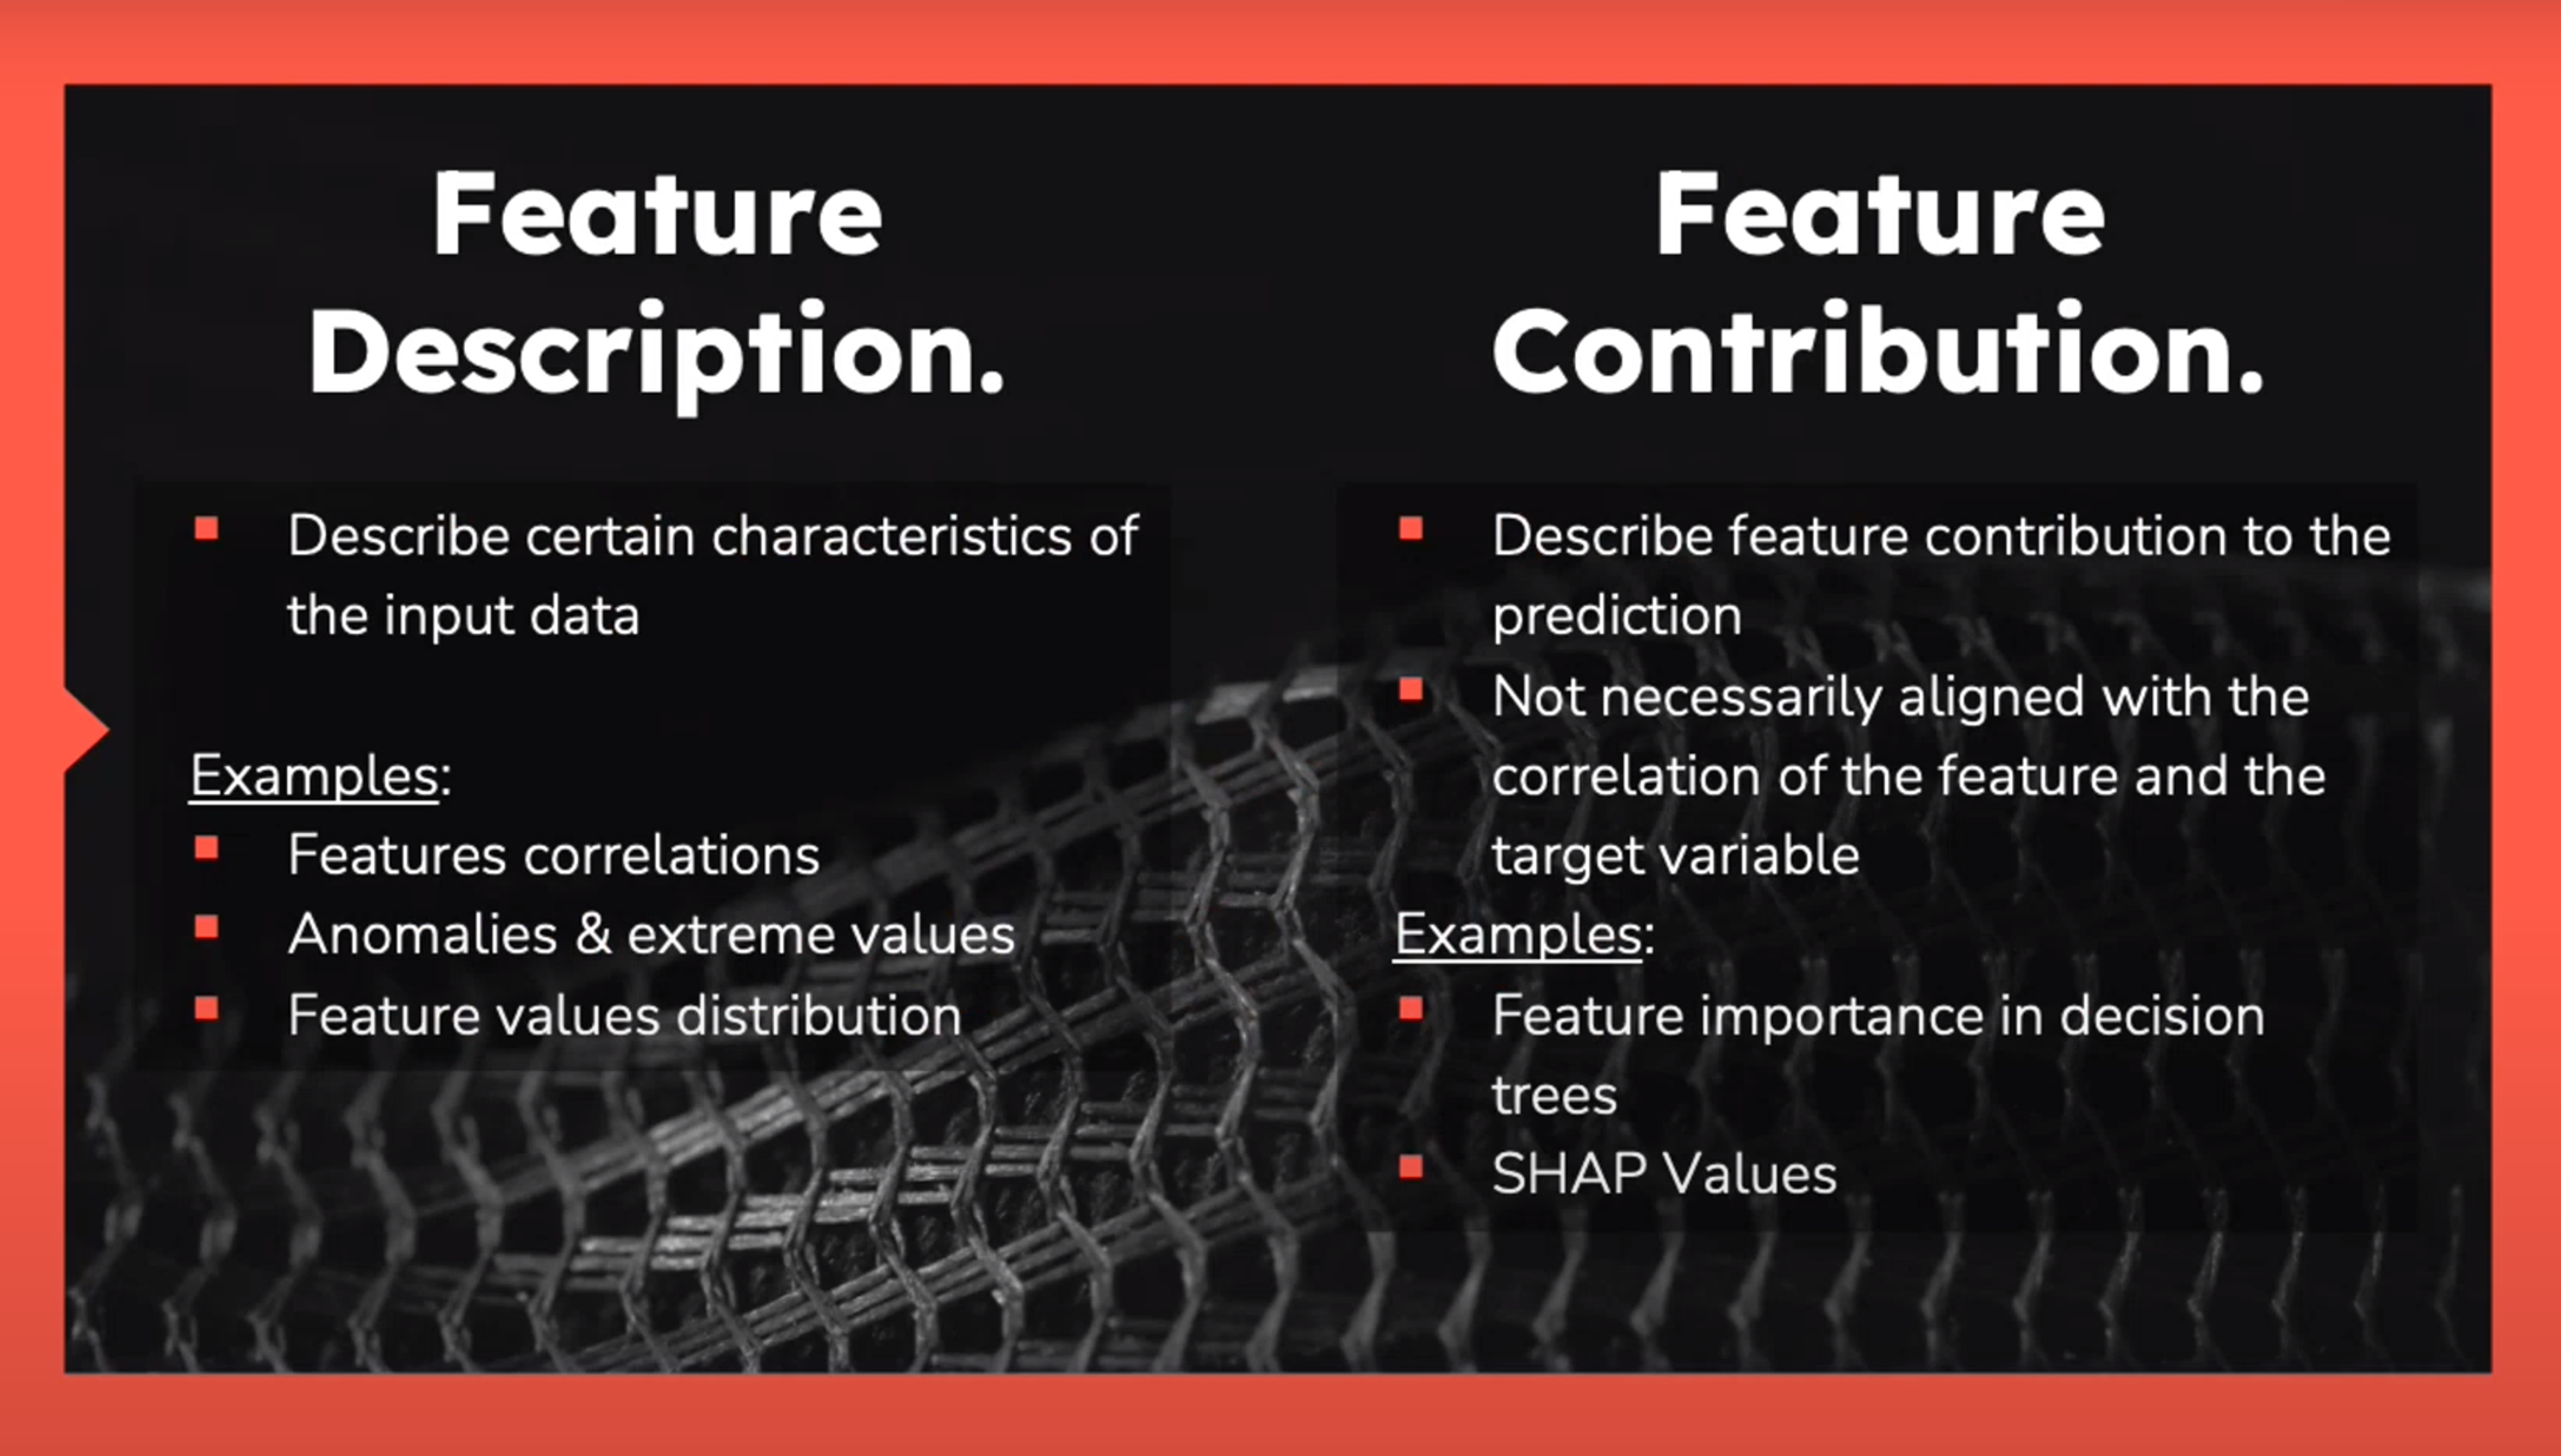 Feature
Description.
Describe certain characteristics of
the input data
Examples:
Features correlations
Anomalies & extreme values
Feature values distribution
Feature
Contribution.
Describe feature contribution to the
prediction
Not necessarily aligned with the
correlation of the feature and the
target variable
Examples:
Feature importance in decision
trees
SHAP Values